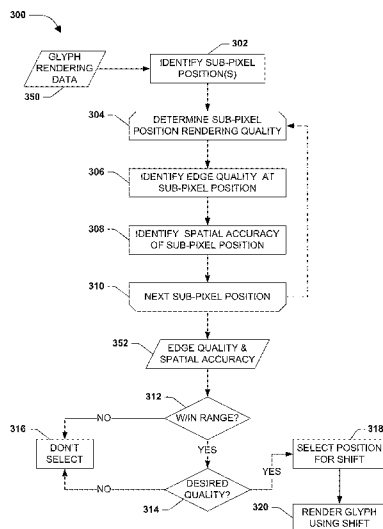 300
302
GLYPH
RENDERING
DATA
350
IDENTIFY SUB-PIXEL
POSITION(S)
304
DETERMINE SUB-PIXEL
POSITION RENDERING QUALITY
306
IDENTIFY EDGE QUALITY AT
SUB-PIXEL POSITION
308
IDENTIFY SPATIAL ACCURACY
OF SUB-PIXEL POSITION
310
NEXT SUB-PIXEL POSITION
352
EDGE QUALITY &
SPATIAL ACCURACY
312
W/IN RANGE?
NO
YES
316
DON'T
SELECT
NO
DESIRED
QUALITY?
314
YES
318
SELECT POSITION
FOR SHIFT
320
RENDER GLYPH
USING SHIFT